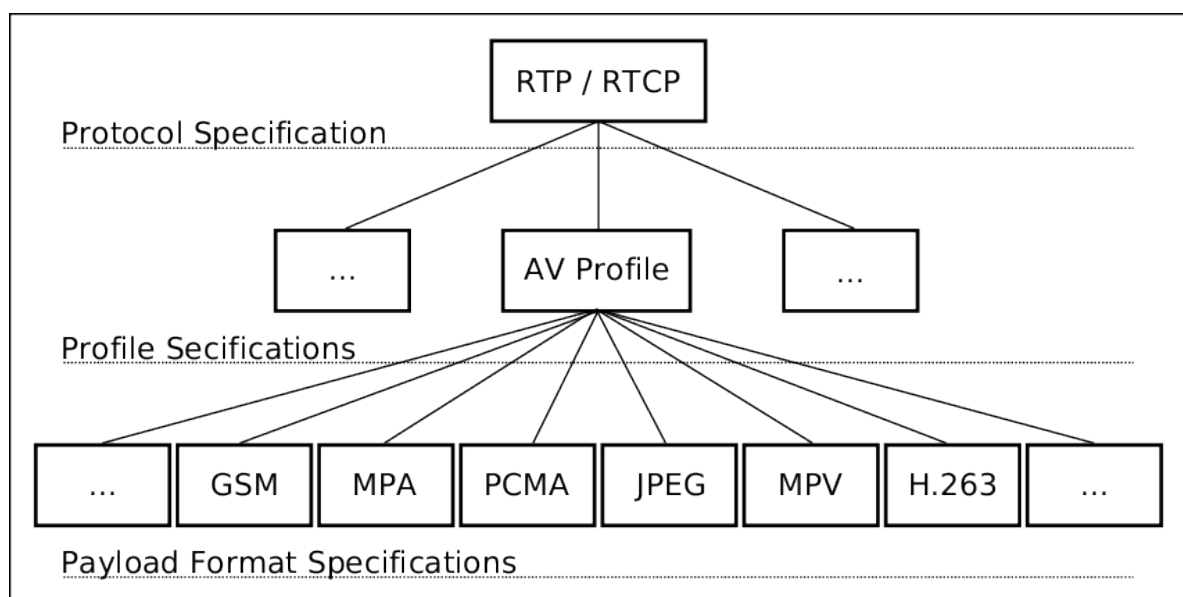 RTP / RTCP
Protocol Specification
...
AV Profile
...
Profile Secifications
...
GSM
MPA
PCMA
JPEG
MPV
H.263
...
Payload Format Specifications